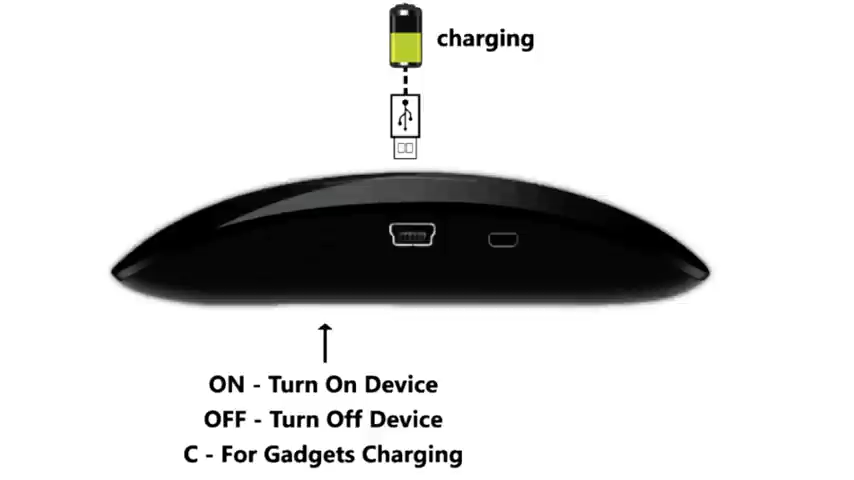 charging
ON - Turn On Device
OFF - Turn Off Device
C - For Gadgets Charging